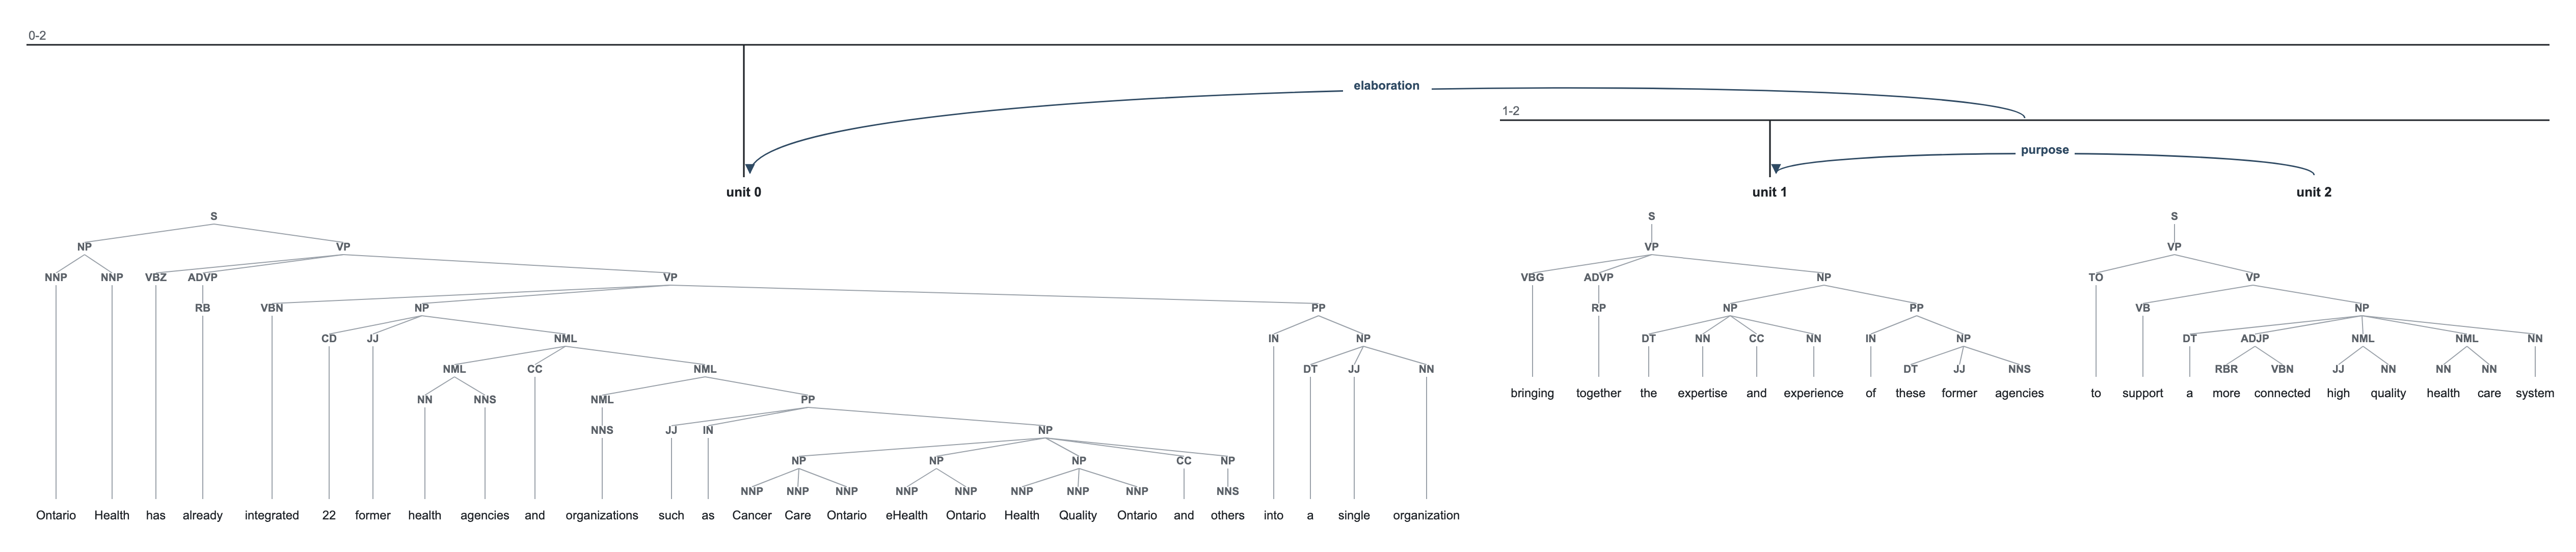 0-2
elaboration
1-2
purpose
unit 0 unit 1 unit 2
S S S
NP VP VP VP
NNP NNP VBZ ADVP VP VBG ADVP NP TO VP
RB VBN NP PP RP NP PP VB NP
CD JJ NML IN NP DT NN CC NN IN NP DT ADJP NML NML NN
NML CC NML DT JJ NN DT JJ NNS RBR VBN JJ NN NN NN
bringing together the expertise and experience of these former agencies to support a more connected high quality health care system
NN NNS NML PP
NNS JJ IN NP
NP NP NP CC NP
NNP NNP NNP NNP NNP NNP NNP NNP NNS
Ontario Health has already integrated 22 former health agencies and organizations such as Cancer Care Ontario eHealth Ontario Health Quality Ontario and others into a single organization